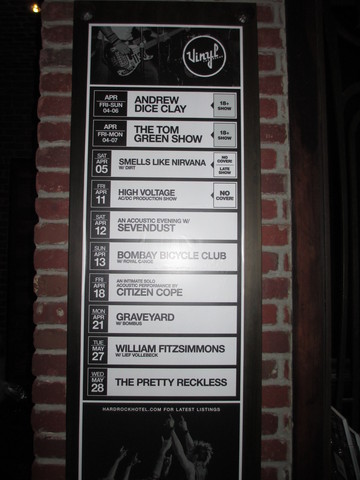 Vinyl
APR
FRI-SUN
04-06
ANDREW
DICE CLAY
18+
SHOW
APR
FRI-MON
04-07
THE TOM
GREEN SHOW
18+
SHOW
SAT
APR
05
SMELLS LIKE NIRVANA
W/ DIRT
NO
COVER!
LATE
SHOW
FRI
APR
11
HIGH VOLTAGE
AC/DC PRODUCTION SHOW
NO
COVER!
SAT
APR
12
AN ACOUSTIC EVENING W/
SEVENDUST
SUN
APR
13
BOMBAY BICYCLE CLUB
W/ ROYAL CANOE
FRI
APR
18
AN INTIMATE SOLO
ACOUSTIC PERFORMANCE BY
CITIZEN COPE
MON
APR
21
GRAVEYARD
W/ BOMBUS
TUE
MAY
27
WILLIAM FITZSIMMONS
W/ LIEF VOLLEBECK
WED
MAY
28
THE PRETTY RECKLESS
HARDROCKHOTEL.COM FOR LATEST LISTINGS